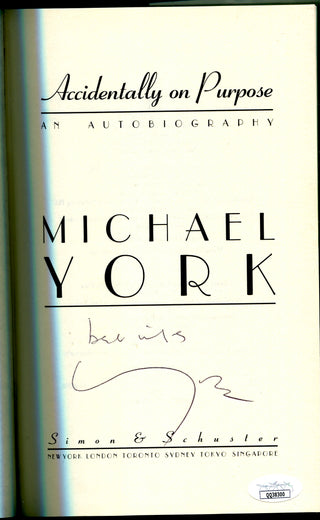 Accidentally on Purpose
AN AUTOBIOGRAPHY
MICHAEL
YORK
best wishes
Simon & Schuster
NEW YORK LONDON TORONTO SYDNEY TOKYO SINGAPORE